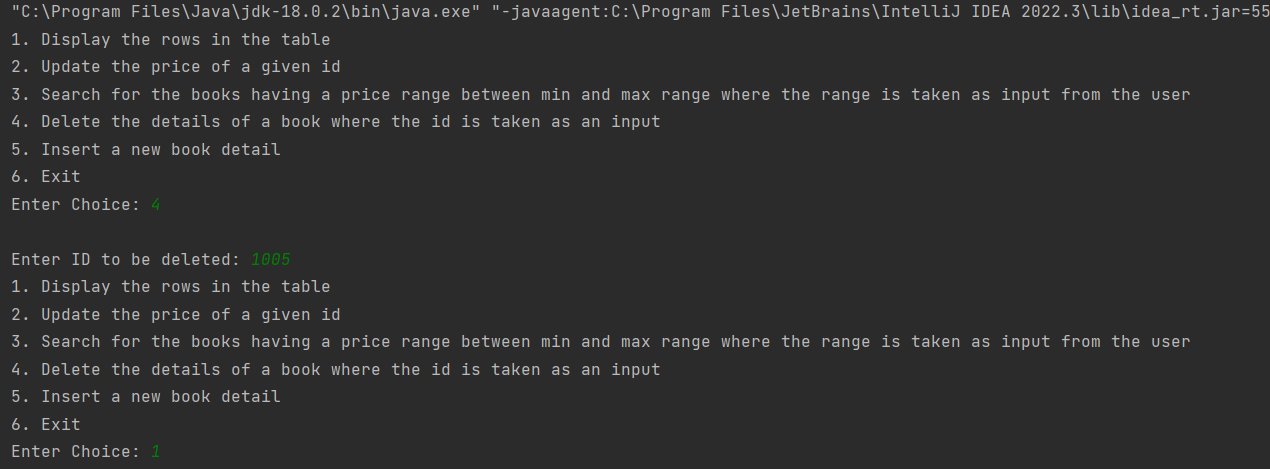 "C:\Program Files\Java\jdk-18.0.2\bin\java.exe" "-javaagent:C:\Program Files\JetBrains\IntelliJ IDEA 2022.3\lib\idea_rt.jar=55
1. Display the rows in the table
2. Update the price of a given id
3. Search for the books having a price range between min and max range where the range is taken as input from the user
4. Delete the details of a book where the id is taken as an input
5. Insert a new book detail
6. Exit
Enter Choice: 4
Enter ID to be deleted: 1005
1. Display the rows in the table
2. Update the price of a given id
3. Search for the books having a price range between min and max range where the range is taken as input from the user
4. Delete the details of a book where the id is taken as an input
5. Insert a new book detail
6. Exit
Enter Choice: 1